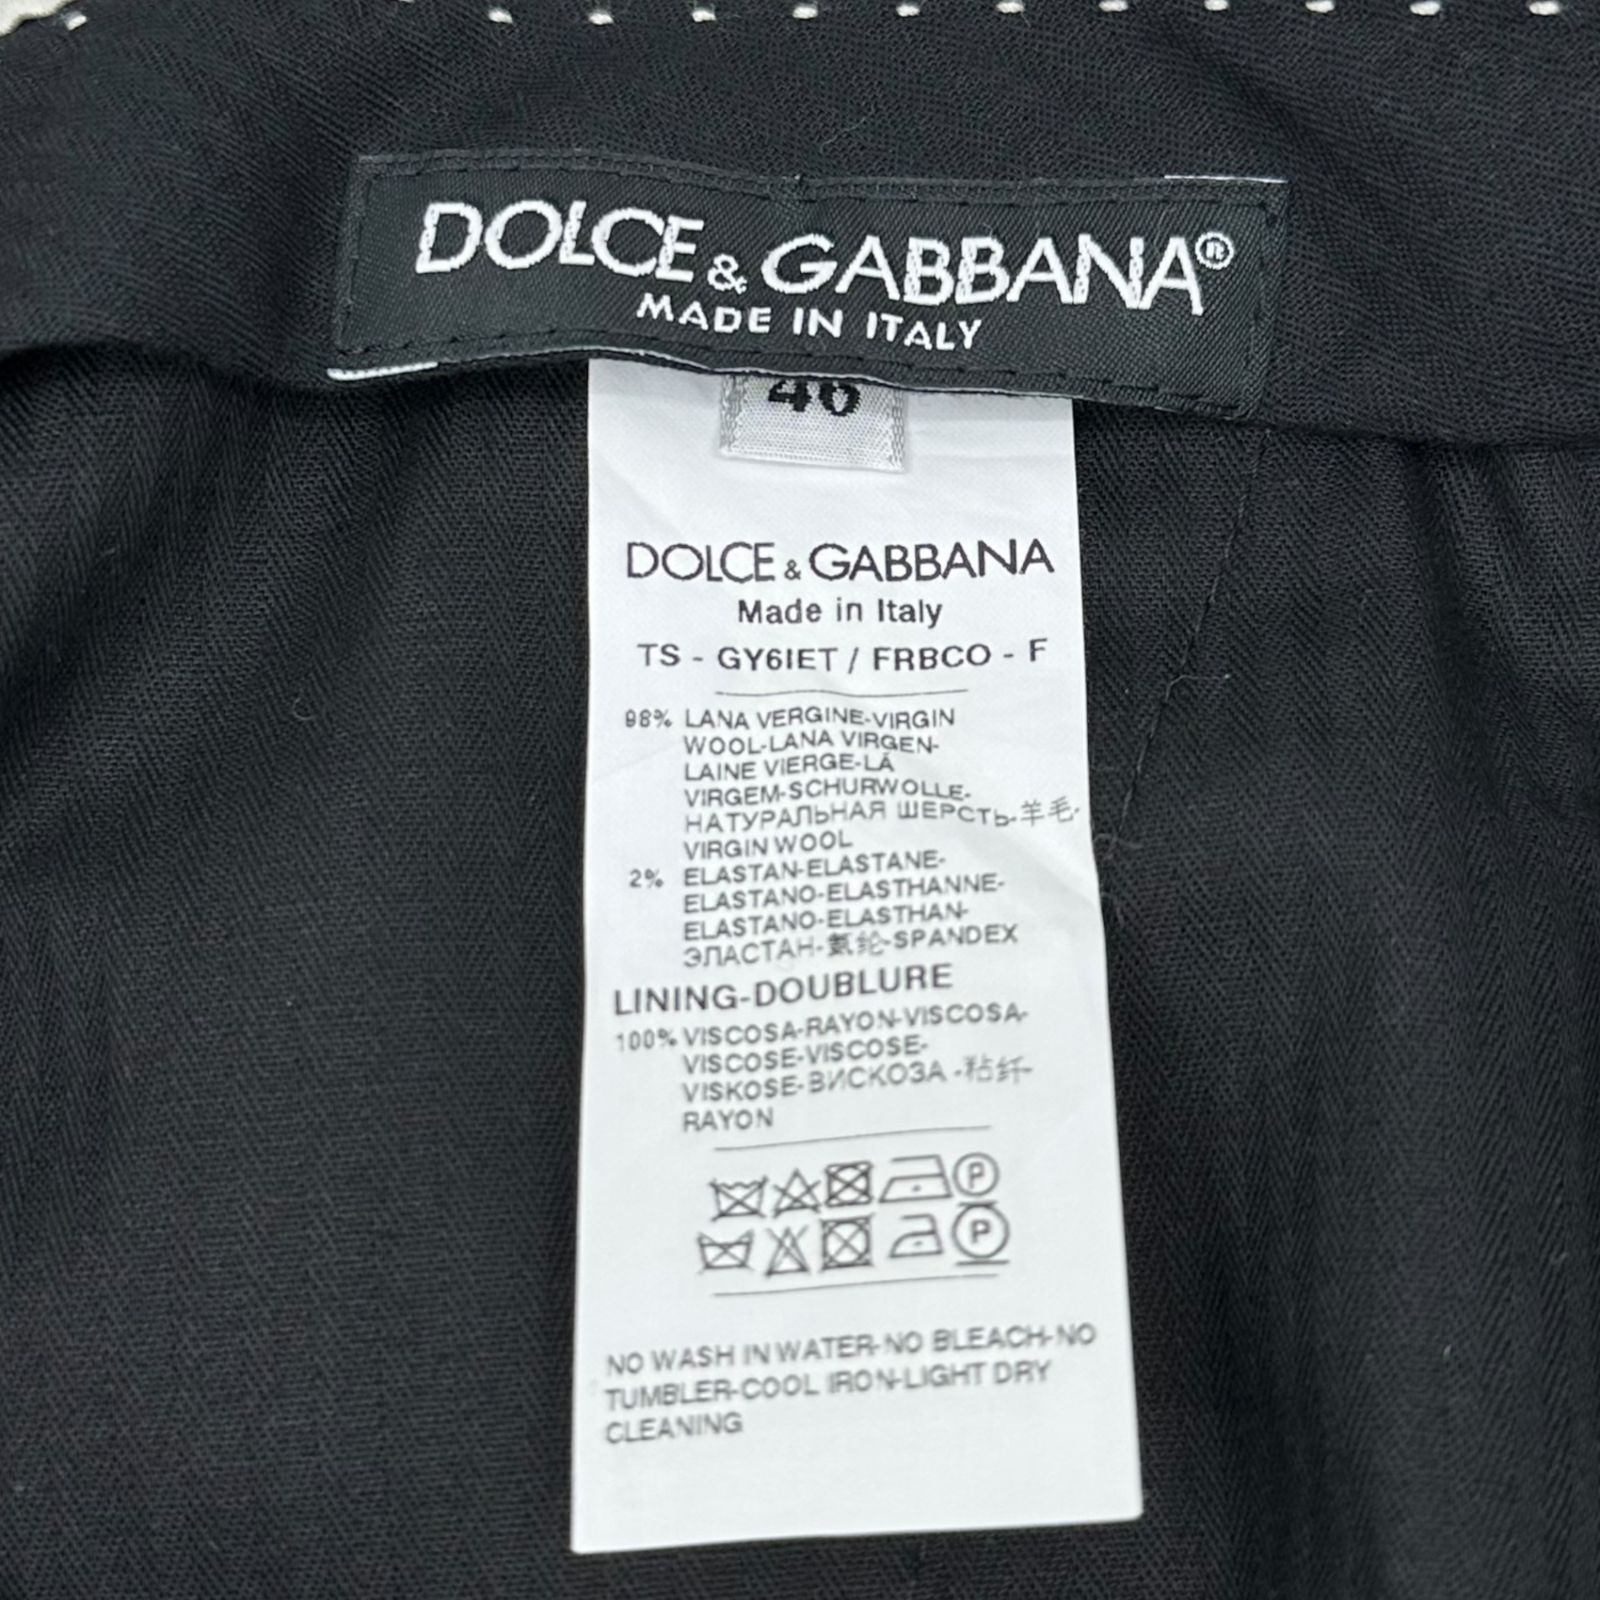 DOLCE & GABBANA®
MADE IN ITALY
46
DOLCE & GABBANA
Made in Italy
TS - GY6IET / FRBCO - F
98% LANA VERGINE-VIRGIN
WOOL-LANA VIRGEN-
LAINE VIERGE-LÃ
VIRGEM-SCHURWOLLE-
НАТУРАЛЬНАЯ ШЕРСТЬ-羊毛-
VIRGIN WOOL
2% ELASTAN-ELASTANE-
ELASTANO-ELASTHANNE-
ELASTANO-ELASTHAN-
ЭЛАСТАН-氨纶-SPANDEX
LINING-DOUBLURE
100% VISCOSA-RAYON-VISCOSA-
VISCOSE-VISCOSE-
VISKOSE-ВИСКОЗА -粘纤-
RAYON
P
P
NO WASH IN WATER-NO BLEACH-NO
TUMBLER-COOL IRON-LIGHT DRY
CLEANING